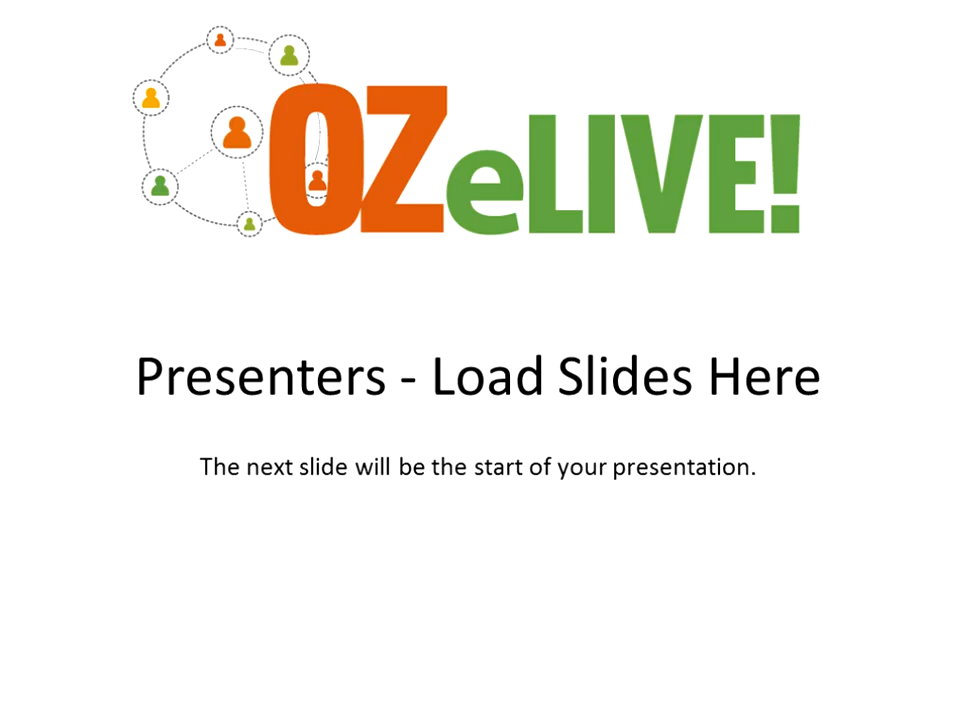 OZeLIVE!
Presenters - Load Slides Here
The next slide will be the start of your presentation.